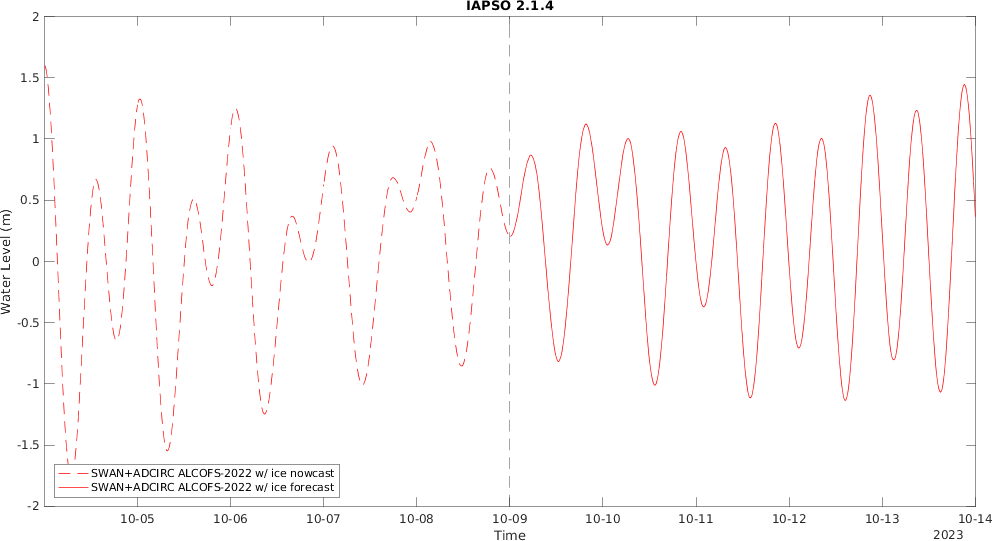 IAPSO 2.1.4
2
1.5
1
0.5
0
-0.5
-1
-1.5
-2
Water Level (m)
SWAN+ADCIRC ALCOFS-2022 w/ ice nowcast
SWAN+ADCIRC ALCOFS-2022 w/ ice forecast
10-05 10-06 10-07 10-08 10-09 10-10 10-11 10-12 10-13 10-14
Time
2023